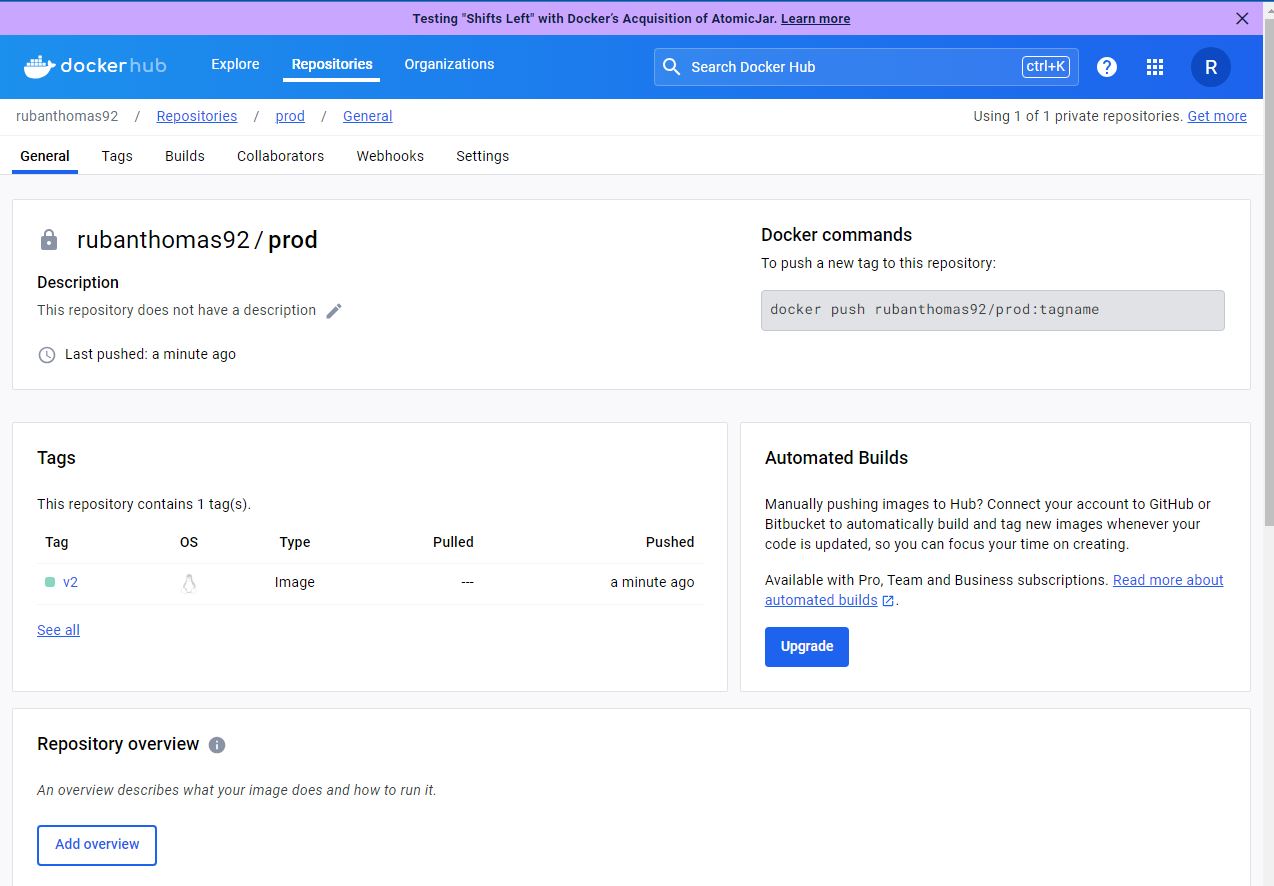 Testing "Shifts Left" with Docker's Acquisition of AtomicJar. Learn more
dockerhub
Explore
Repositories
Organizations
Search Docker Hub
ctrl+K
?
R
rubanthomas92 / Repositories / prod / General
Using 1 of 1 private repositories. Get more
General
Tags
Builds
Collaborators
Webhooks
Settings
rubanthomas92 / prod
Description
This repository does not have a description
Last pushed: a minute ago
Docker commands
To push a new tag to this repository:
docker push rubanthomas92/prod:tagname
Tags
This repository contains 1 tag(s).
Tag OS Type Pulled Pushed
v2 Image --- a minute ago
See all
Automated Builds
Manually pushing images to Hub? Connect your account to GitHub or
Bitbucket to automatically build and tag new images whenever your
code is updated, so you can focus your time on creating.
Available with Pro, Team and Business subscriptions. Read more about
automated builds .
Upgrade
Repository overview
An overview describes what your image does and how to run it.
Add overview